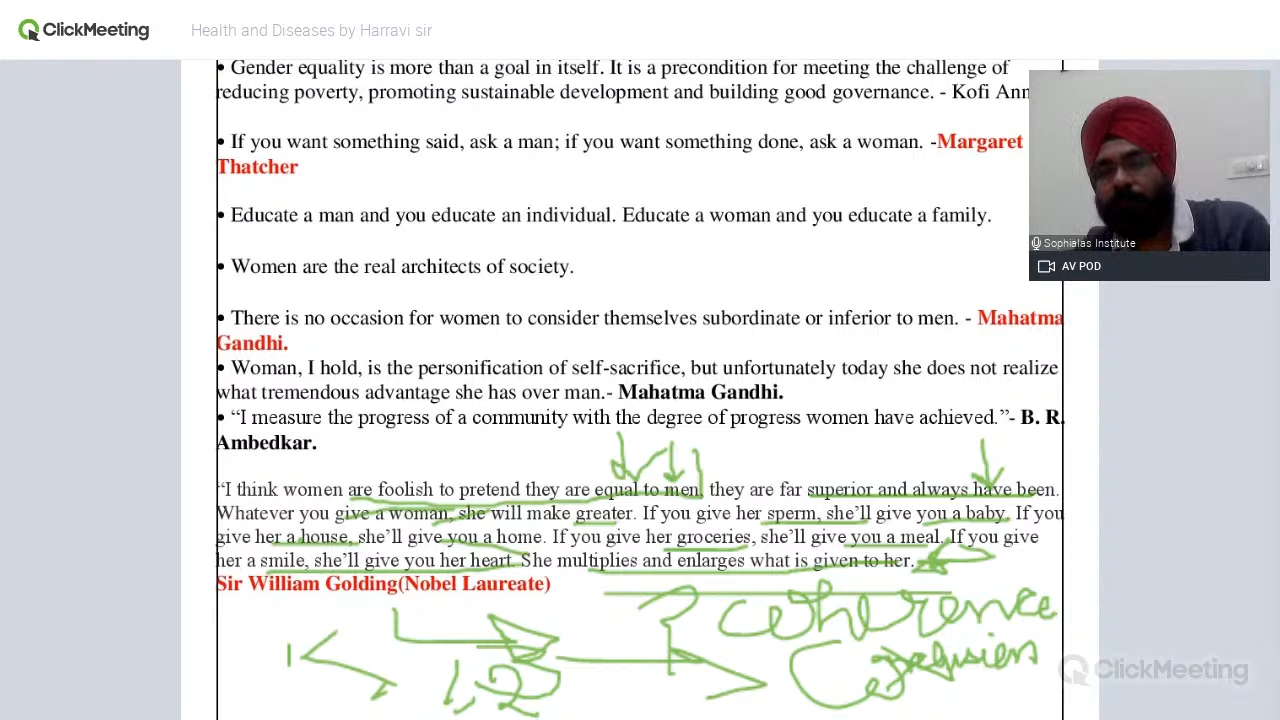 ClickMeeting
Health and Diseases by Harravi sir
• Gender equality is more than a goal in itself. It is a precondition for meeting the challenge of
reducing poverty, promoting sustainable development and building good governance. - Kofi Ann
• If you want something said, ask a man; if you want something done, ask a woman. -Margaret
Thatcher
• Educate a man and you educate an individual. Educate a woman and you educate a family.
• Women are the real architects of society.
• There is no occasion for women to consider themselves subordinate or inferior to men. - Mahatma
Gandhi.
• Woman, I hold, is the personification of self-sacrifice, but unfortunately today she does not realize
what tremendous advantage she has over man.- Mahatma Gandhi.
• “I measure the progress of a community with the degree of progress women have achieved.”- B. R.
Ambedkar.
“I think women are foolish to pretend they are equal to men, they are far superior and always have been.
Whatever you give a woman, she will make greater. If you give her sperm, she’ll give you a baby. If you
give her a house, she’ll give you a home. If you give her groceries, she’ll give you a meal. If you give
her a smile, she’ll give you her heart. She multiplies and enlarges what is given to her.
Sir William Golding(Nobel Laureate)
coherence
1, 2
Sophialas Institute
AV POD
ClickMeeting